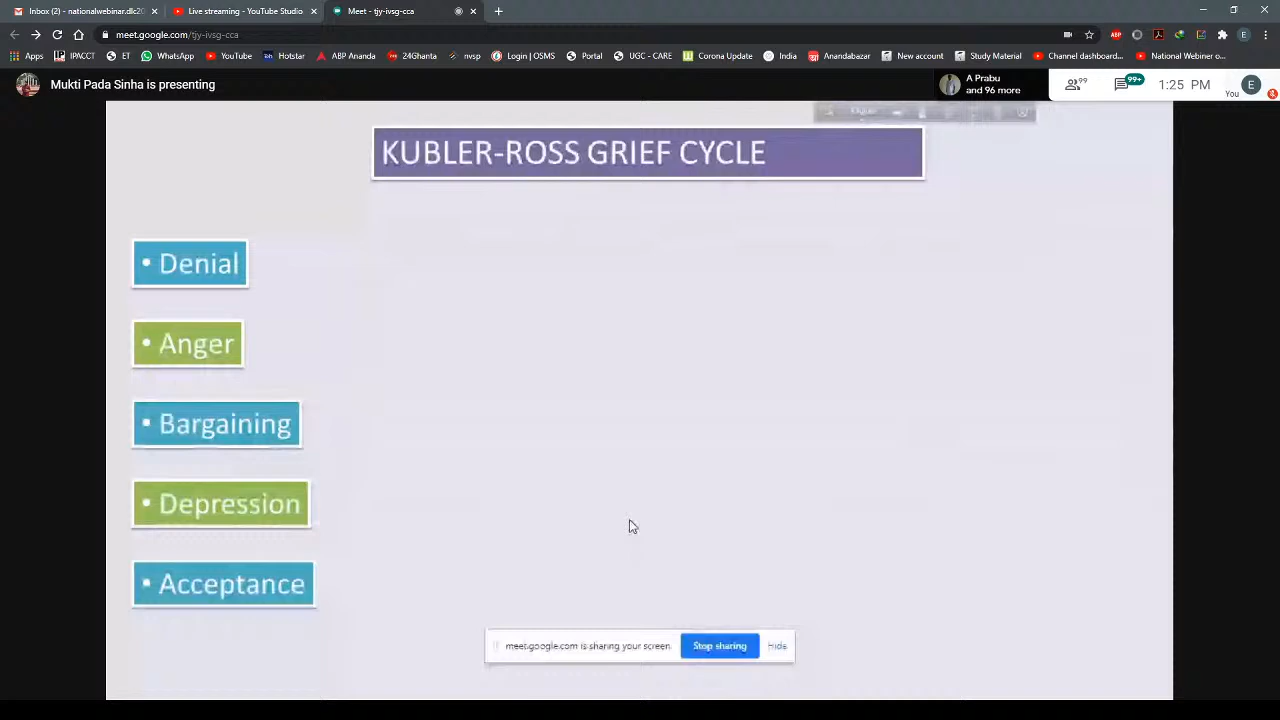 Inbox (2) - nationalwebinar.dlc20
Live streaming - YouTube Studio
Meet - tjy-ivsg-cca
meet.google.com/tjy-ivsg-cca
Apps
IPACCT
ET
WhatsApp
YouTube
Hotstar
ABP Ananda
24Ghanta
nvsp
Login | OSMS
Portal
UGC - CARE
Corona Update
India
Anandabazar
New account
Study Material
Channel dashboard...
National Webinar o...
Mukti Pada Sinha is presenting
A Prabu
and 96 more
99
99+
1:25 PM
You
E
KUBLER-ROSS GRIEF CYCLE
• Denial
• Anger
• Bargaining
• Depression
• Acceptance
meet.google.com is sharing your screen.
Stop sharing
Hide